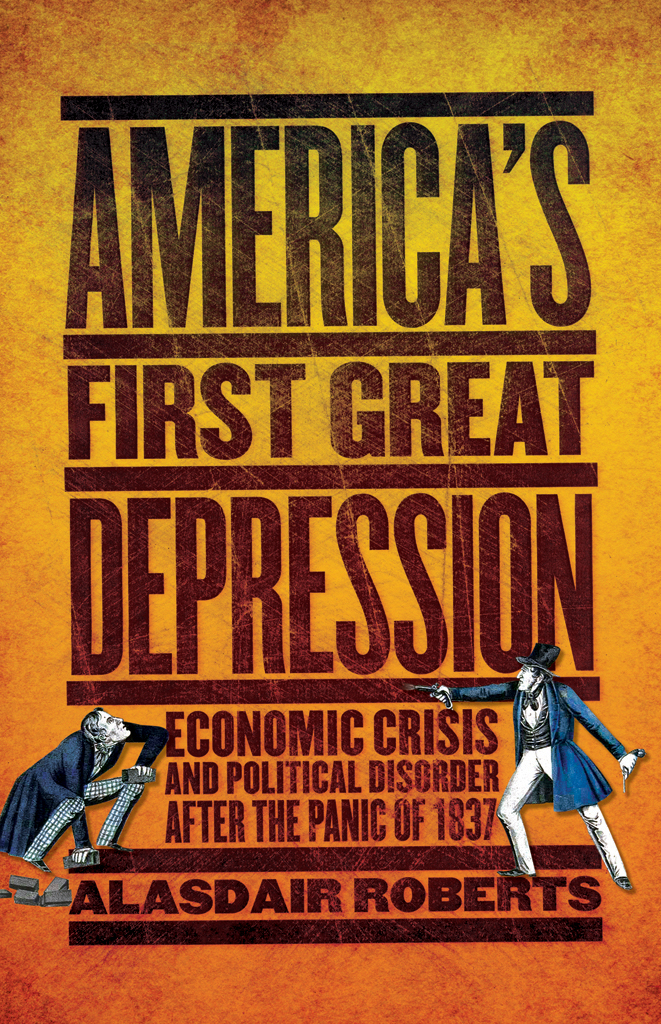 AMERICA'S
FIRST GREAT
DEPRESSION
ECONOMIC CRISIS
AND POLITICAL DISORDER
AFTER THE PANIC OF 1837
ALASDAIR ROBERTS